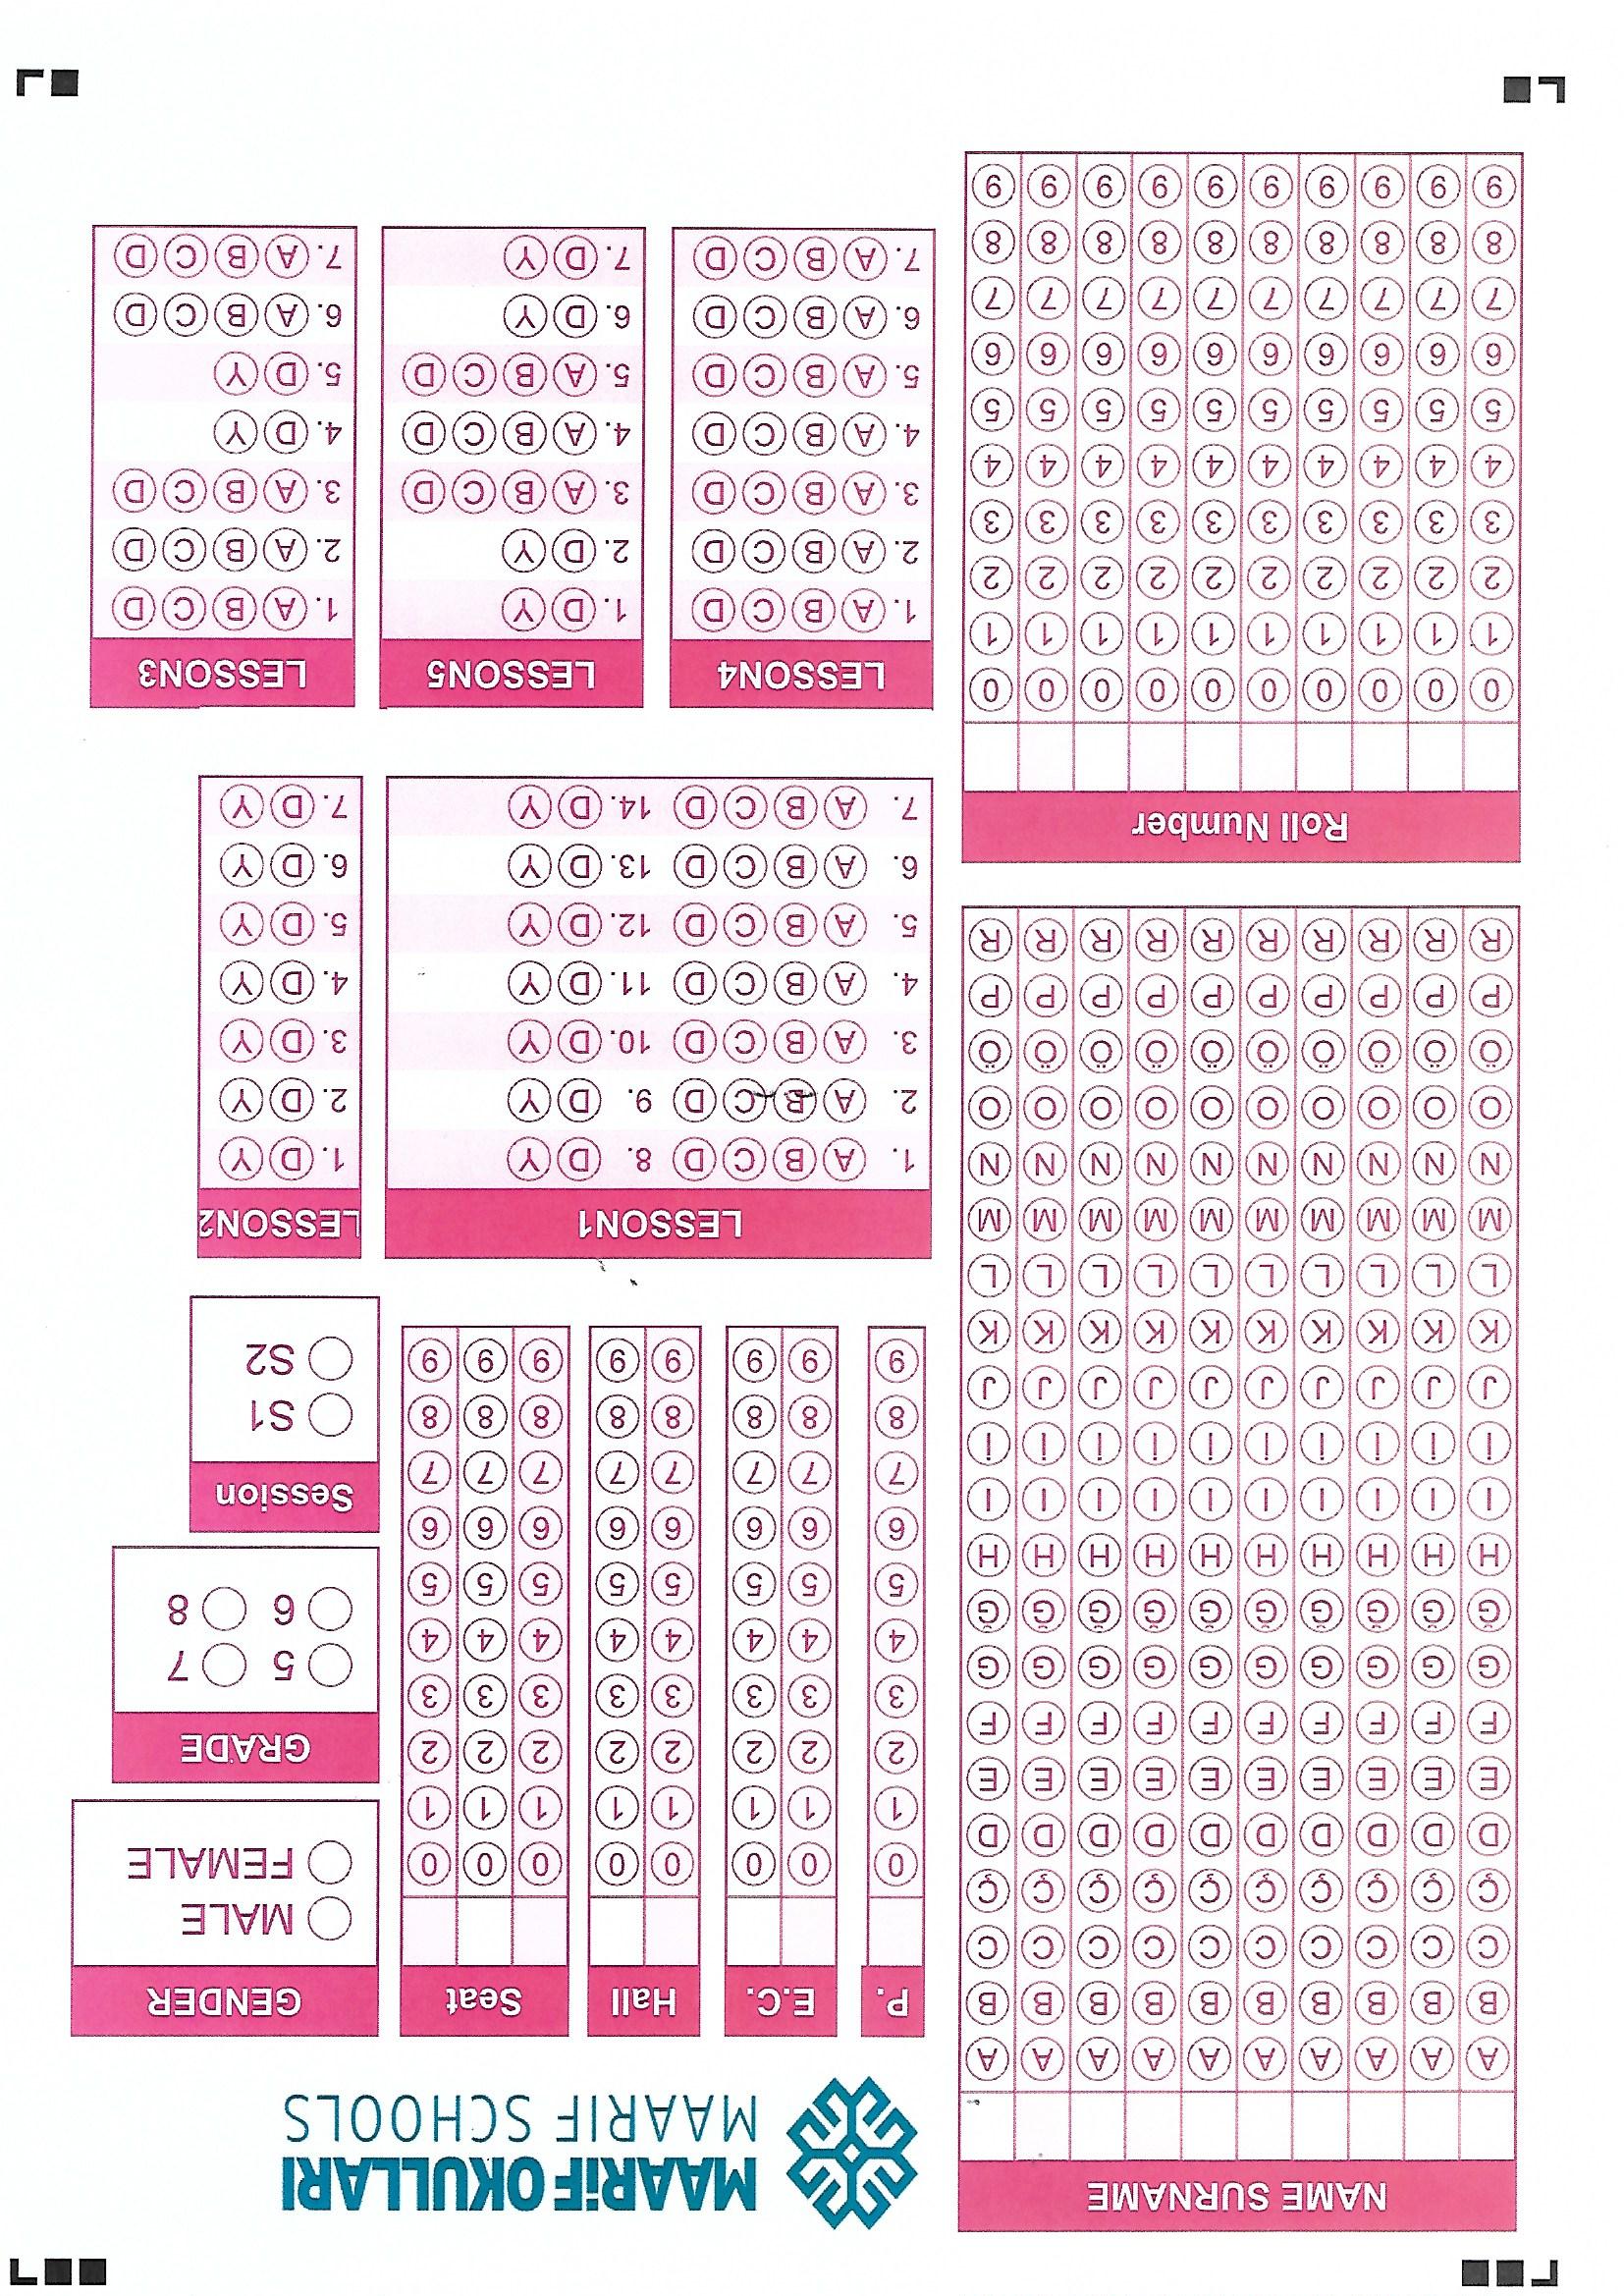 NAME SURNAME
A A A A A A A A A A
B B B B B B B B B B
C C C C C C C C C C
Ç Ç Ç Ç Ç Ç Ç Ç Ç Ç
D D D D D D D D D D
E E E E E E E E E E
F F F F F F F F F F
G G G G G G G G G G
Ğ Ğ Ğ Ğ Ğ Ğ Ğ Ğ Ğ Ğ
H H H H H H H H H H
I I I I I I I I I I
İ İ İ İ İ İ İ İ İ İ
J J J J J J J J J J
K K K K K K K K K K
L L L L L L L L L L
M M M M M M M M M M
N N N N N N N N N N
O O O O O O O O O O
Ö Ö Ö Ö Ö Ö Ö Ö Ö Ö
P P P P P P P P P P
R R R R R R R R R R
Roll Number
0 0 0 0 0 0 0 0 0 0
1 1 1 1 1 1 1 1 1 1
2 2 2 2 2 2 2 2 2 2
3 3 3 3 3 3 3 3 3 3
4 4 4 4 4 4 4 4 4 4
5 5 5 5 5 5 5 5 5 5
6 6 6 6 6 6 6 6 6 6
7 7 7 7 7 7 7 7 7 7
8 8 8 8 8 8 8 8 8 8
9 9 9 9 9 9 9 9 9 9
MAARiF OKULLARI
MAARIF SCHOOLS
P.
0
1
2
3
4
5
6
7
8
9
E.C.
0 0
1 1
2 2
3 3
4 4
5 5
6 6
7 7
8 8
9 9
Hall
0 0
1 1
2 2
3 3
4 4
5 5
6 6
7 7
8 8
9 9
Seat
0 0 0
1 1 1
2 2 2
3 3 3
4 4 4
5 5 5
6 6 6
7 7 7
8 8 8
9 9 9
GENDER
MALE
FEMALE
GRADE
5 7
6 8
Session
S1
S2
LESSON1
1. A B C D 8. D Y
2. A B C D 9. D Y
3. A B C D 10. D Y
4. A B C D 11. D Y
5. A B C D 12. D Y
6. A B C D 13. D Y
7. A B C D 14. D Y
LESSON2
1. D Y
2. D Y
3. D Y
4. D Y
5. D Y
6. D Y
7. D Y
LESSON4
1. A B C D
2. A B C D
3. A B C D
4. A B C D
5. A B C D
6. A B C D
7. A B C D
LESSON5
1. D Y
2. D Y
3. A B C D
4. A B C D
5. A B C D
6. D Y
7. D Y
LESSON3
1. A B C D
2. A B C D
3. A B C D
4. D Y
5. D Y
6. A B C D
7. A B C D